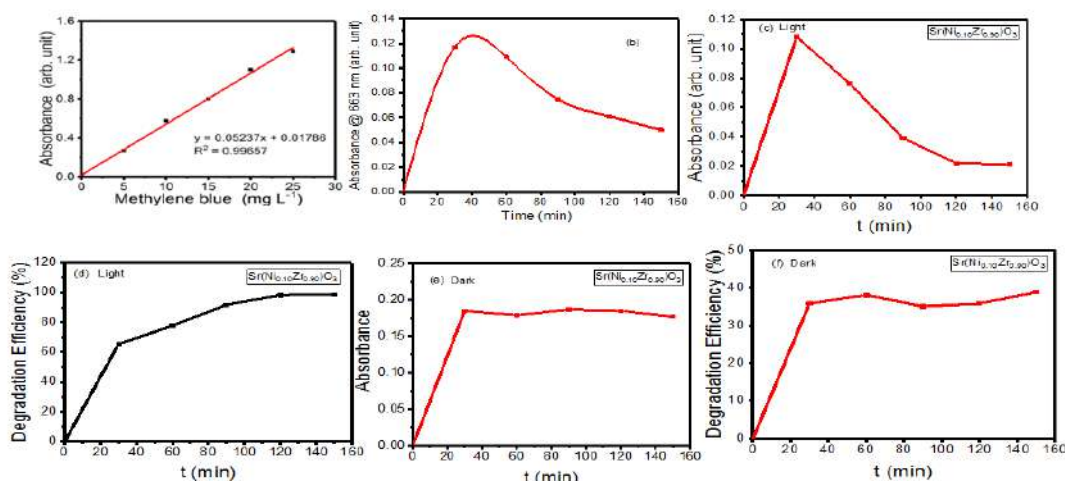 Absorbance (arb. unit)
1.6
1.2
0.8
0.4
0.0
y = 0.05237x + 0.01786
R² = 0.99657
0 5 10 15 20 25 30
Methylene blue (mg L⁻¹)
Absorbance @ 663 nm (arb. unit)
0.14
0.12
0.10
0.08
0.06
0.04
0.02
0.00
(b)
0 20 40 60 80 100 120 140 160
Time (min)
Absorbance [arb. unit]
0.12
0.10
0.08
0.06
0.04
0.02
0.00
(c) Light
Sr(Ni0.10Zr0.90)O3
0 20 40 60 80 100 120 140 160
t (min)
Degradation Efficiency (%)
120
100
80
60
40
20
0
(d) Light
Sr(Ni0.10Zr0.90)O3
0 20 40 60 80 100 120 140 160
t (min)
Absorbance
0.25
0.20
0.15
0.10
0.05
0.00
(e) Dark
Sr(Ni0.10Zr0.90)O3
0 20 40 60 80 100 120 140 160
t (min)
Degradation Efficiency (%)
50
40
30
20
10
0
(f) Dark
Sr(Ni0.10Zr0.90)O3
0 20 40 60 80 100 120 140 160
t (min)